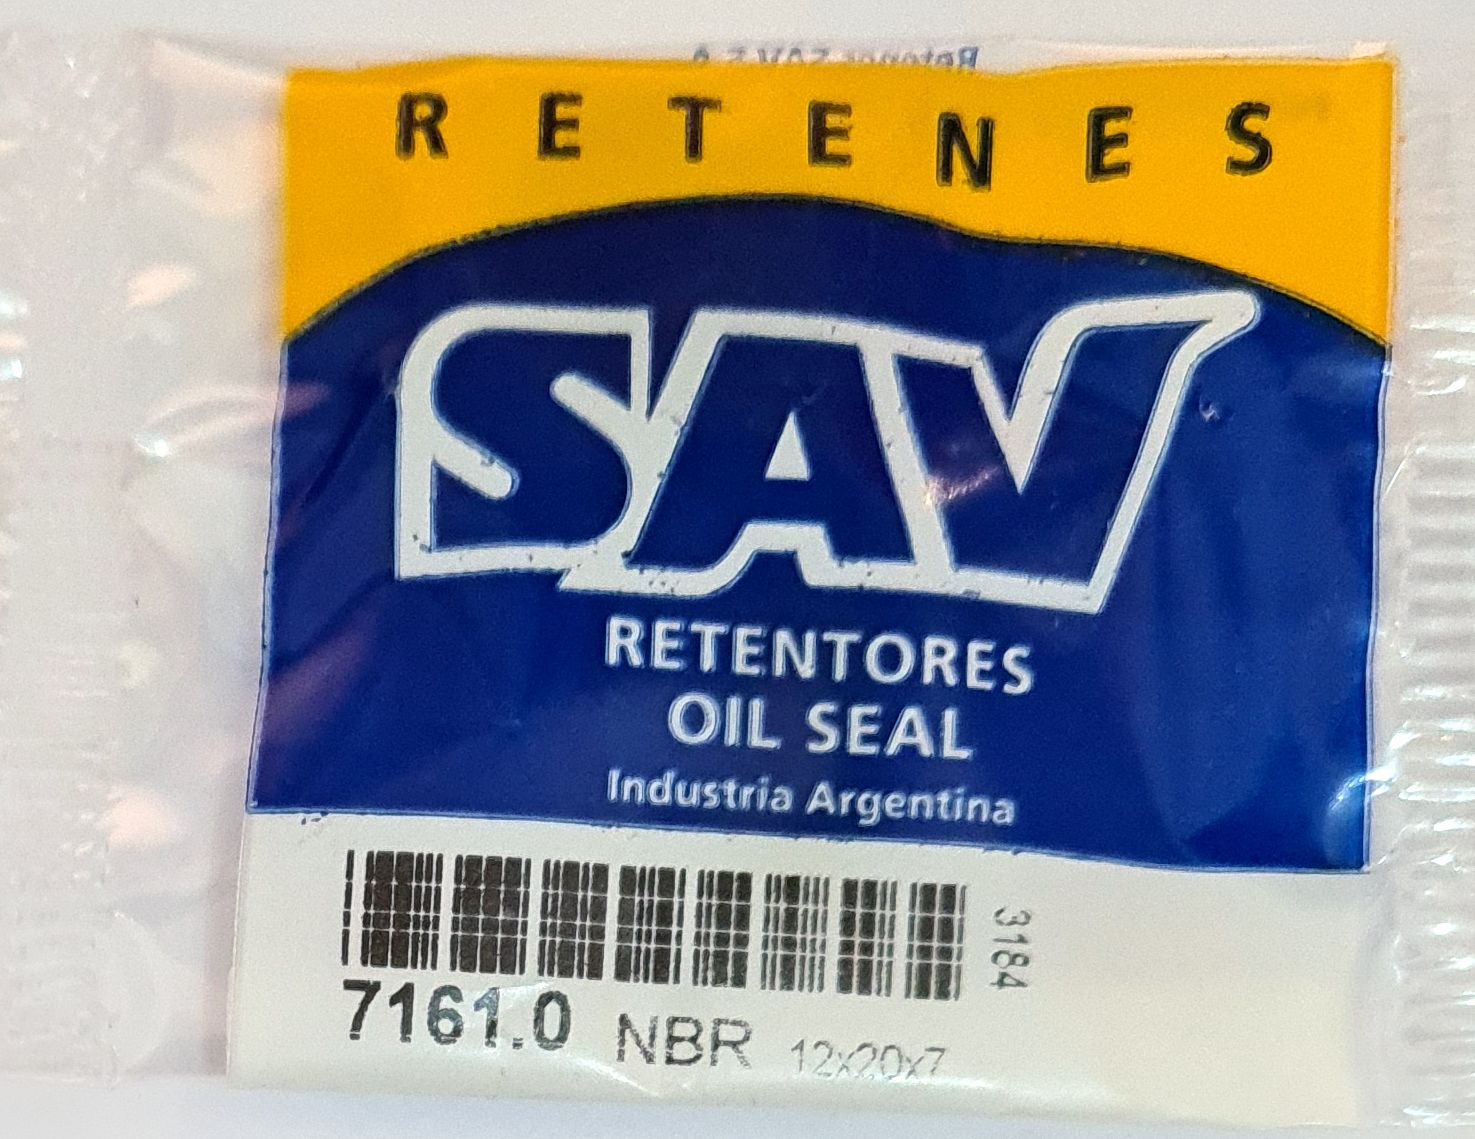 RETENES
SAV
RETENTORES
OIL SEAL
Industria Argentina
3184
7161.0 NBR 12x20x7